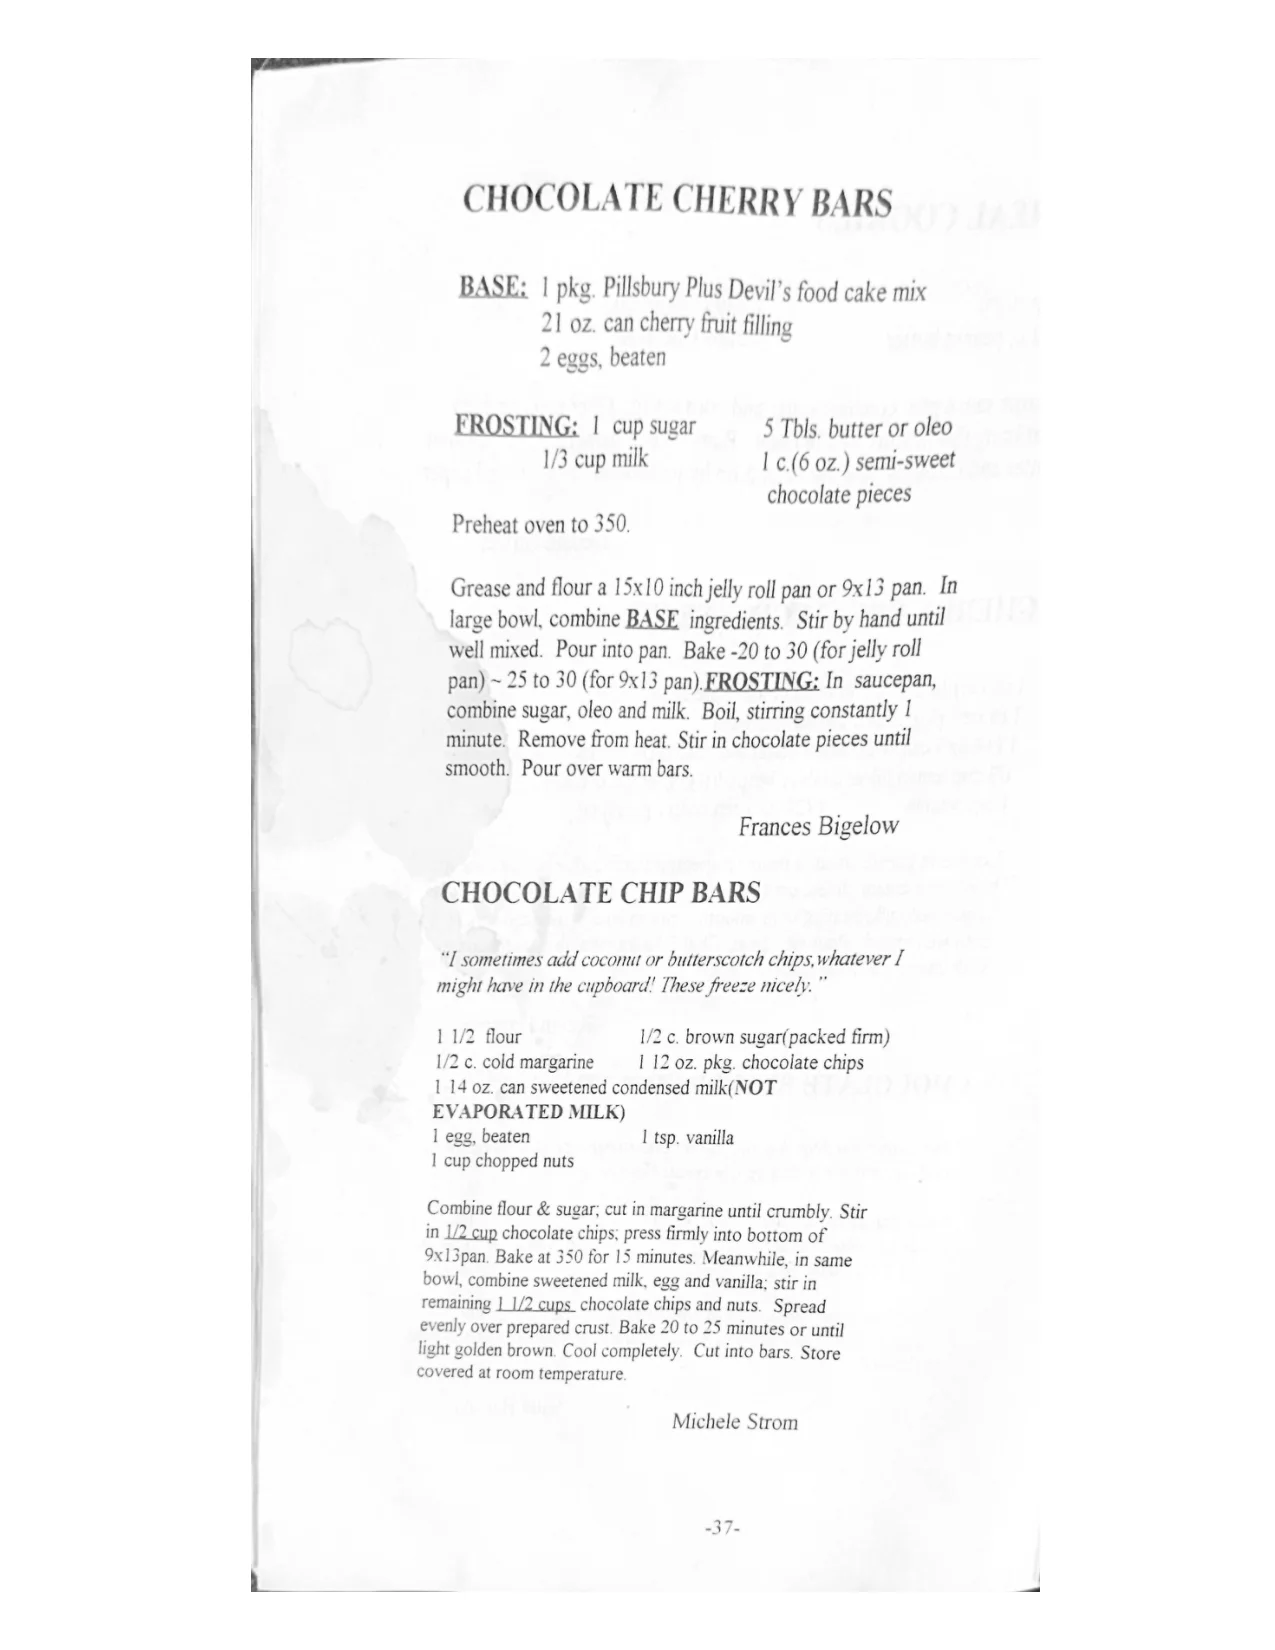 CHOCOLATE CHERRY BARS
BASE: 1 pkg. Pillsbury Plus Devil's food cake mix
21 oz. can cherry fruit filling
2 eggs, beaten
FROSTING: 1 cup sugar 5 Tbls. butter or oleo
1/3 cup milk 1 c.(6 oz.) semi-sweet
chocolate pieces
Preheat oven to 350.
Grease and flour a 15x10 inch jelly roll pan or 9x13 pan. In
large bowl, combine BASE ingredients. Stir by hand until
well mixed. Pour into pan. Bake -20 to 30 (for jelly roll
pan) ~ 25 to 30 (for 9x13 pan).FROSTING: In saucepan,
combine sugar, oleo and milk. Boil, stirring constantly 1
minute. Remove from heat. Stir in chocolate pieces until
smooth. Pour over warm bars.
Frances Bigelow
CHOCOLATE CHIP BARS
"I sometimes add coconut or butterscotch chips, whatever I
might have in the cupboard! These freeze nicely. "
1 1/2 flour 1/2 c. brown sugar(packed firm)
1/2 c. cold margarine 1 12 oz. pkg. chocolate chips
1 14 oz. can sweetened condensed milk(NOT
EVAPORATED MILK)
1 egg, beaten 1 tsp. vanilla
1 cup chopped nuts
Combine flour & sugar; cut in margarine until crumbly. Stir
in 1/2 cup chocolate chips; press firmly into bottom of
9x13pan. Bake at 350 for 15 minutes. Meanwhile, in same
bowl, combine sweetened milk, egg and vanilla; stir in
remaining 1 1/2 cups chocolate chips and nuts. Spread
evenly over prepared crust. Bake 20 to 25 minutes or until
light golden brown. Cool completely. Cut into bars. Store
covered at room temperature.
Michele Strom
-37-